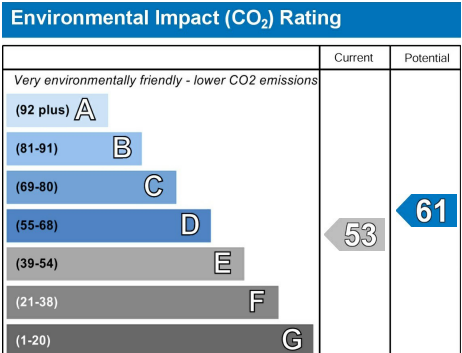 Environmental Impact (CO₂) Rating
Current Potential
Very environmentally friendly - lower CO2 emissions
(92 plus) A
(81-91) B
(69-80) C
(55-68) D
61
53
(39-54) E
(21-38) F
(1-20) G